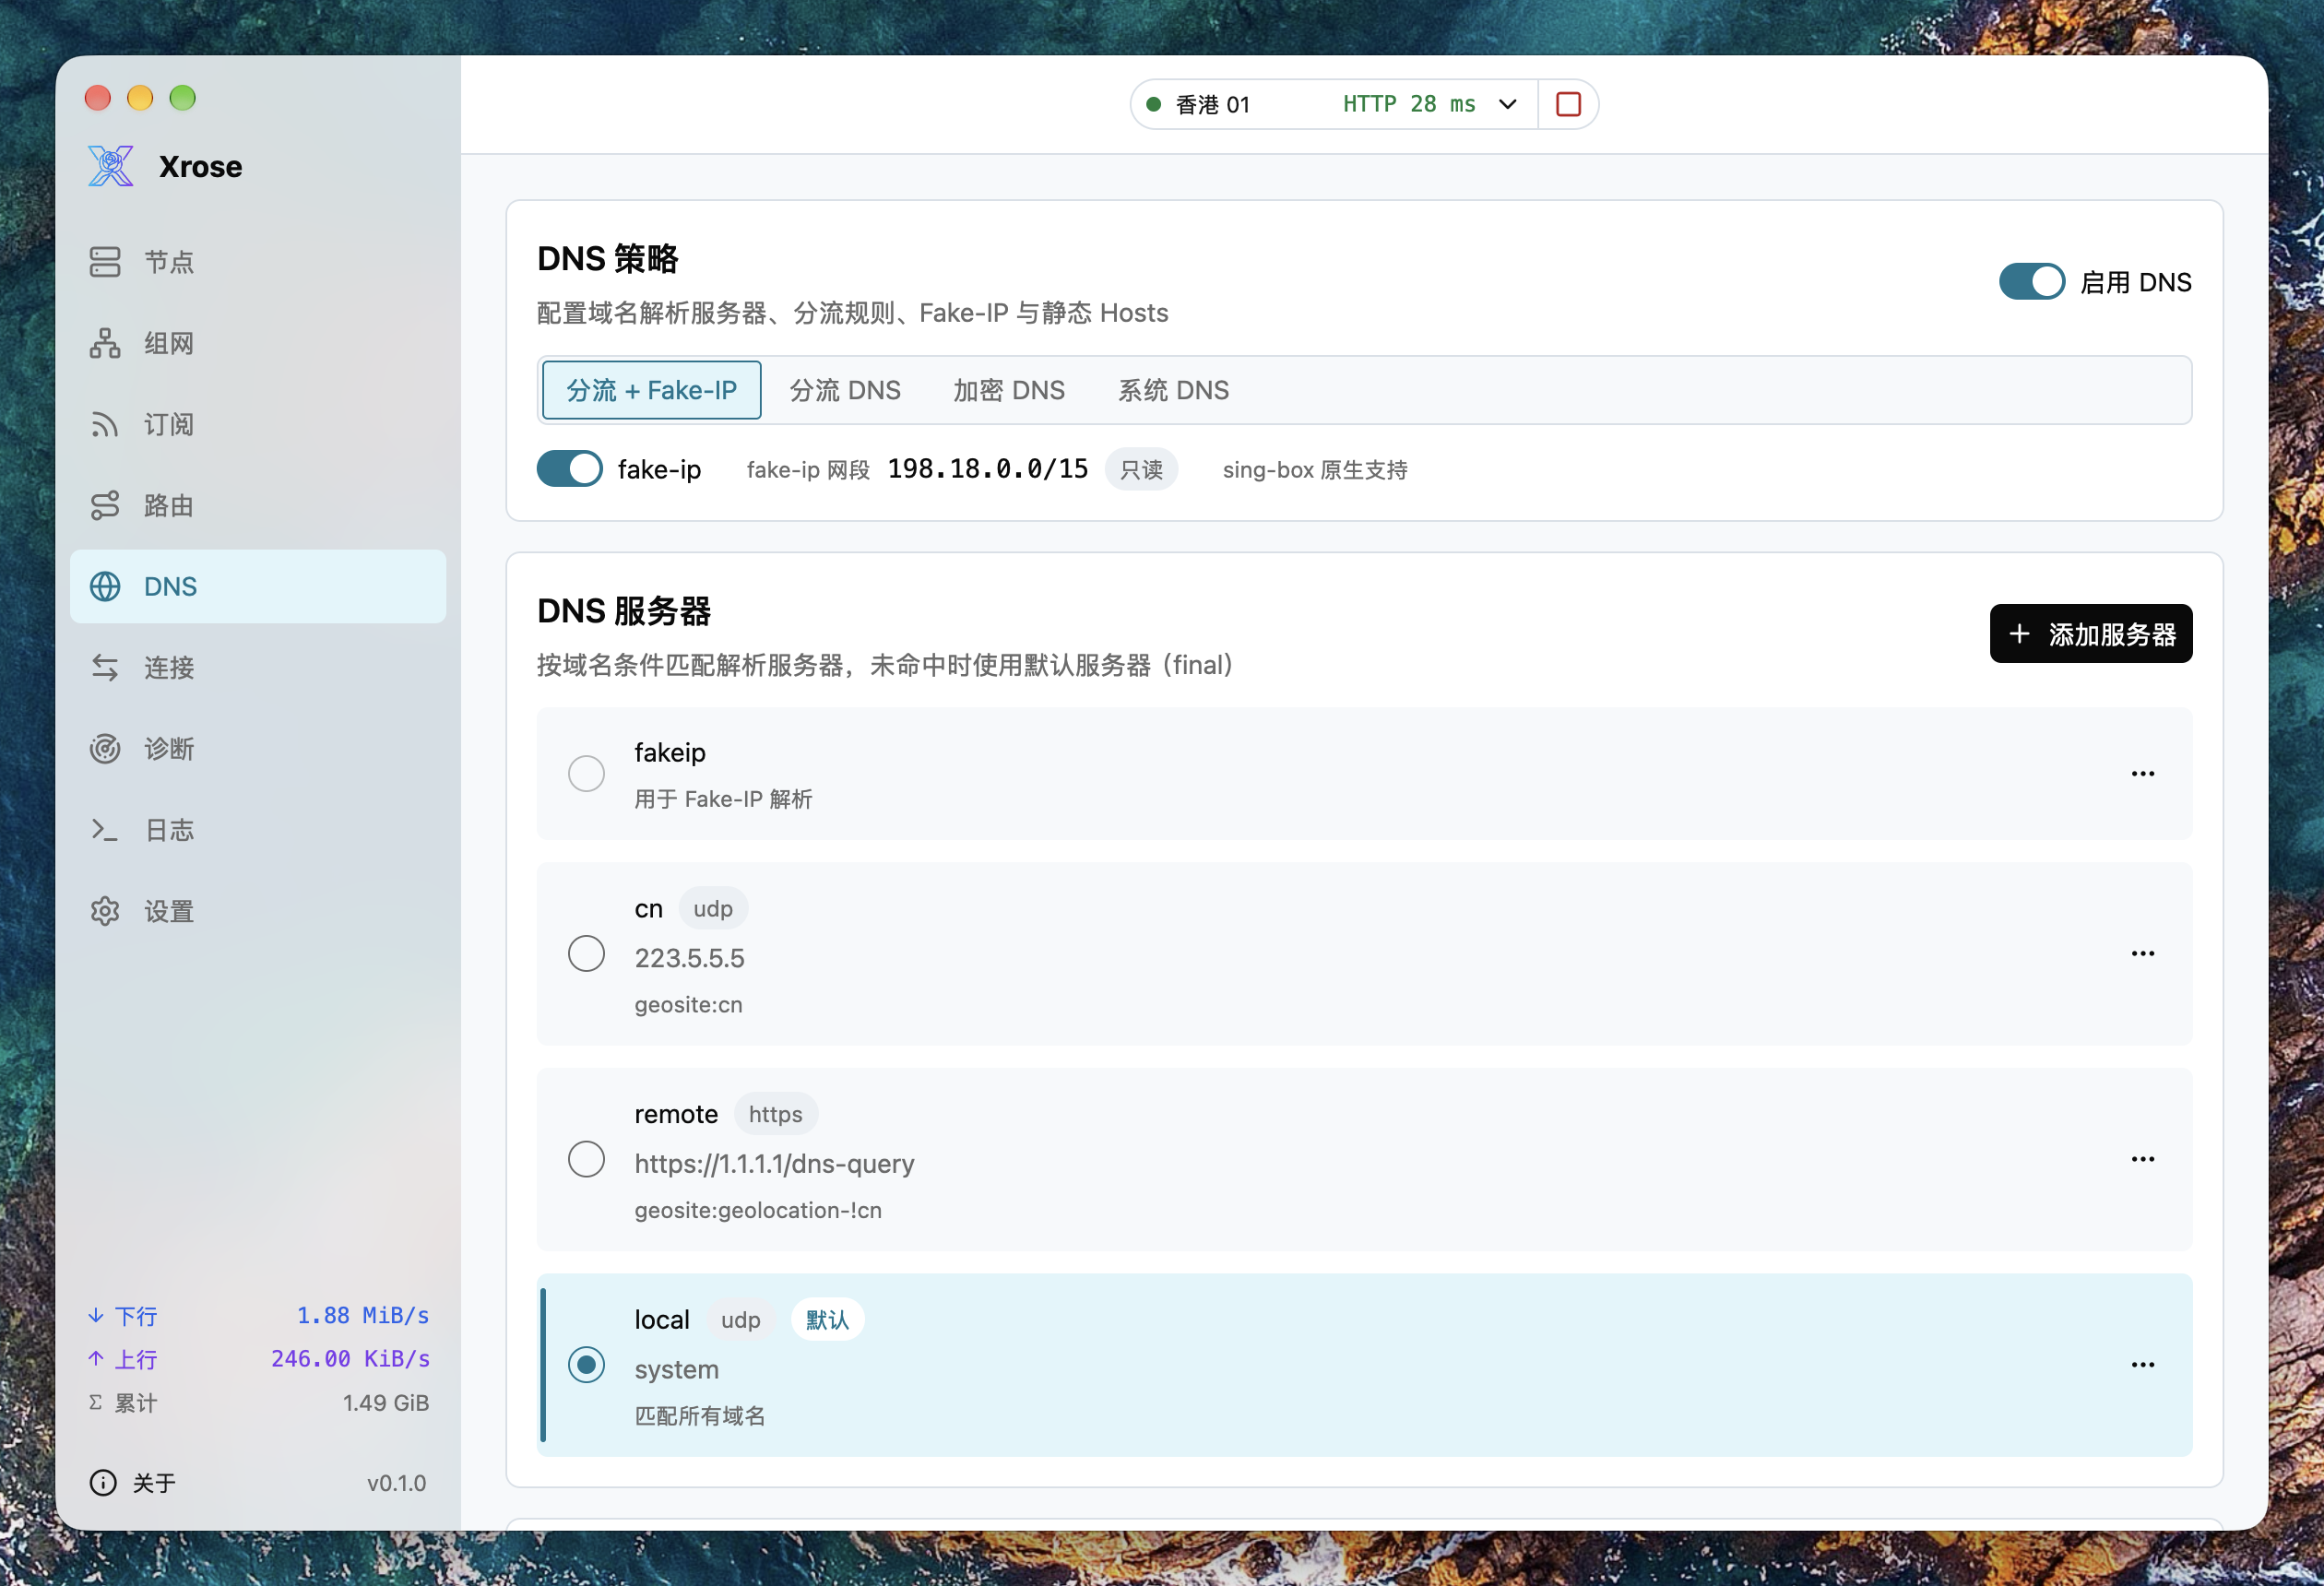 香港 01 HTTP 28 ms
Xrose
节点
组网
订阅
路由
DNS
连接
诊断
日志
设置
下行 1.88 MiB/s
上行 246.00 KiB/s
Σ 累计 1.49 GiB
关于 v0.1.0
DNS 策略
配置域名解析服务器、分流规则、Fake-IP 与静态 Hosts
启用 DNS
分流 + Fake-IP 分流 DNS 加密 DNS 系统 DNS
fake-ip fake-ip 网段 198.18.0.0/15 只读 sing-box 原生支持
DNS 服务器
按域名条件匹配解析服务器，未命中时使用默认服务器（final）
添加服务器
fakeip
用于 Fake-IP 解析
cn udp
223.5.5.5
geosite:cn
remote https
https://1.1.1.1/dns-query
geosite:geolocation-!cn
local udp 默认
system
匹配所有域名